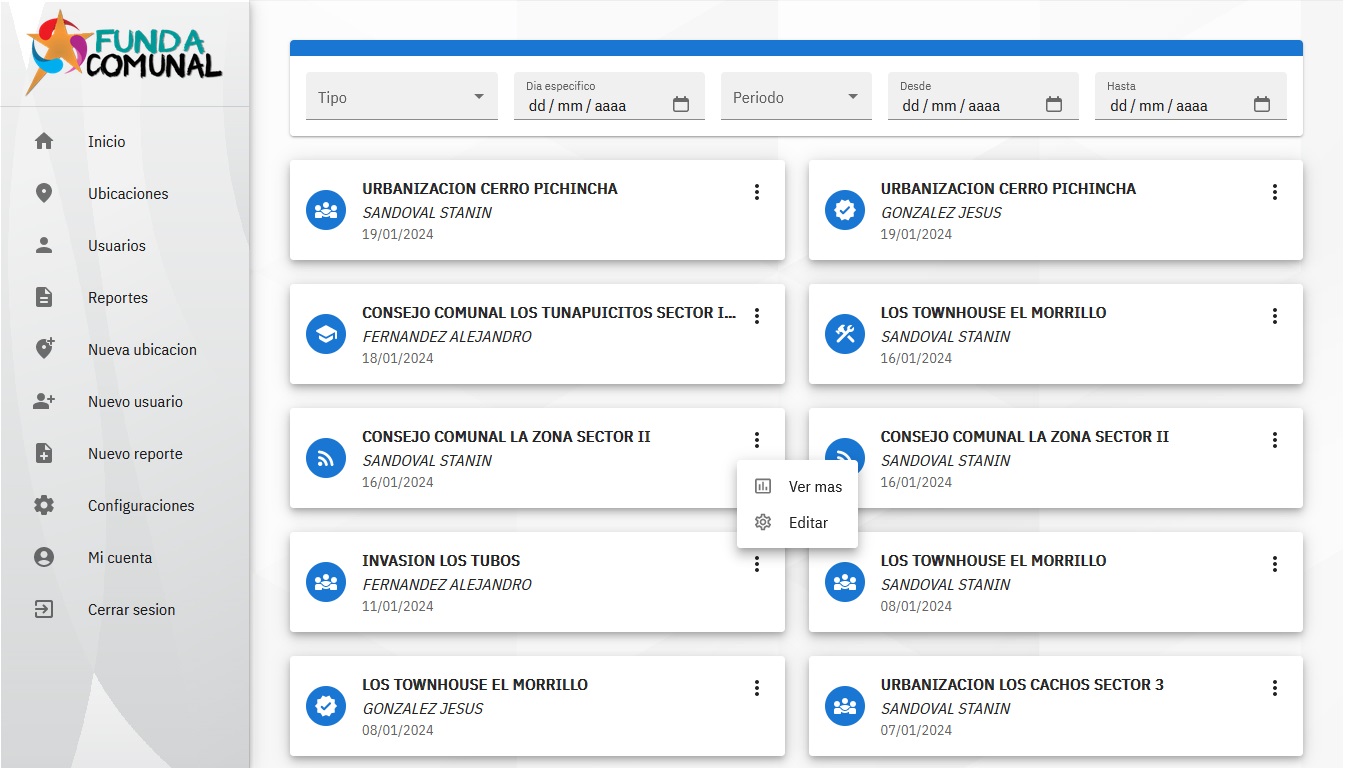 FUNDA
COMUNAL
Inicio
Ubicaciones
Usuarios
Reportes
Nueva ubicacion
Nuevo usuario
Nuevo reporte
Configuraciones
Mi cuenta
Cerrar sesion
Tipo
Dia especifico
dd / mm / aaaa
Periodo
Desde
dd / mm / aaaa
Hasta
dd / mm / aaaa
URBANIZACION CERRO PICHINCHA
SANDOVAL STANIN
19/01/2024
URBANIZACION CERRO PICHINCHA
GONZALEZ JESUS
19/01/2024
CONSEJO COMUNAL LOS TUNAPUICITOS SECTOR I...
FERNANDEZ ALEJANDRO
18/01/2024
LOS TOWNHOUSE EL MORRILLO
SANDOVAL STANIN
16/01/2024
CONSEJO COMUNAL LA ZONA SECTOR II
SANDOVAL STANIN
16/01/2024
CONSEJO COMUNAL LA ZONA SECTOR II
SANDOVAL STANIN
16/01/2024
Ver mas
Editar
INVASION LOS TUBOS
FERNANDEZ ALEJANDRO
11/01/2024
LOS TOWNHOUSE EL MORRILLO
SANDOVAL STANIN
08/01/2024
LOS TOWNHOUSE EL MORRILLO
GONZALEZ JESUS
08/01/2024
URBANIZACION LOS CACHOS SECTOR 3
SANDOVAL STANIN
07/01/2024